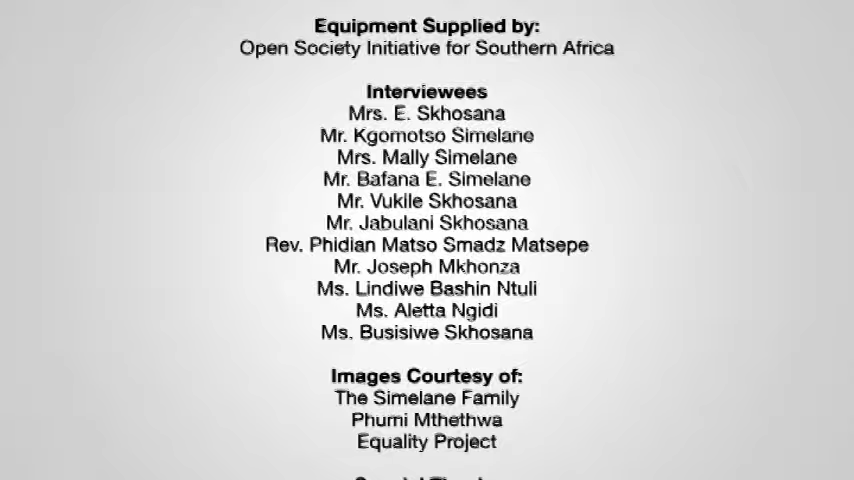 Equipment Supplied by:
Open Society Initiative for Southern Africa
Interviewees
Mrs. E. Skhosana
Mr. Kgomotso Simelane
Mrs. Mally Simelane
Mr. Bafana E. Simelane
Mr. Vukile Skhosana
Mr. Jabulani Skhosana
Rev. Phidian Matso Smadz Matsepe
Mr. Joseph Mkhonza
Ms. Lindiwe Bashin Ntuli
Ms. Aletta Ngidi
Ms. Busisiwe Skhosana
Images Courtesy of:
The Simelane Family
Phumi Mthethwa
Equality Project